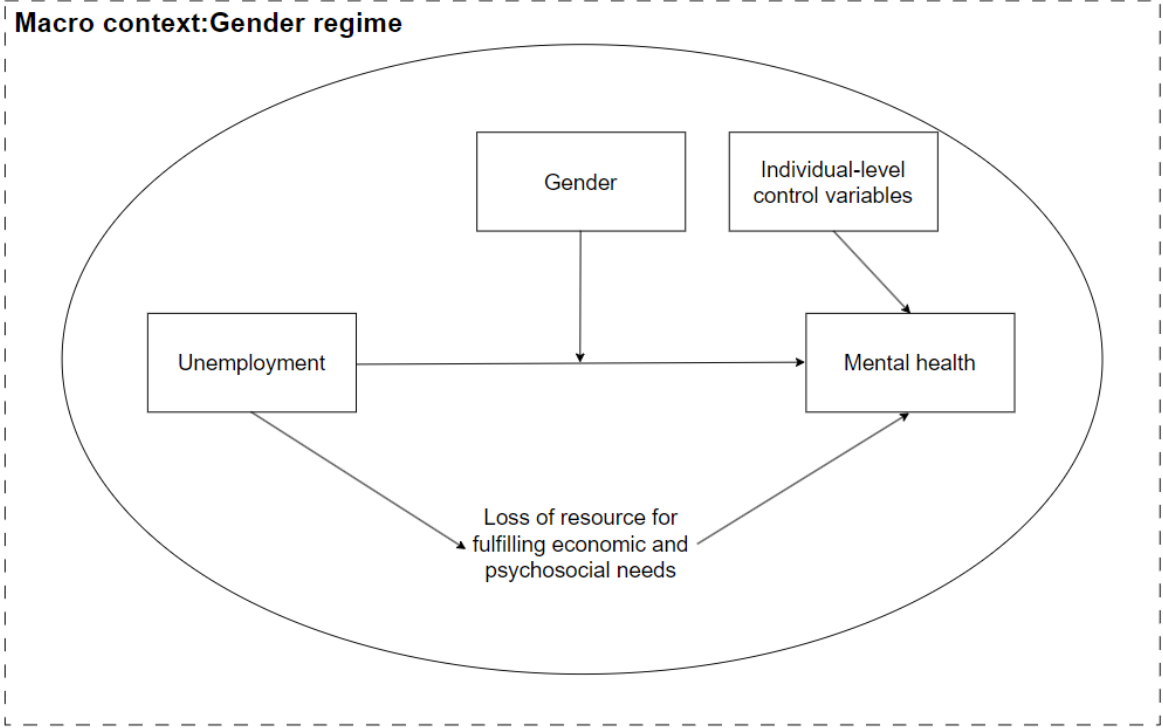 Macro context:Gender regime
Gender
Individual-level
control variables
Unemployment
Mental health
Loss of resource for
fulfilling economic and
psychosocial needs